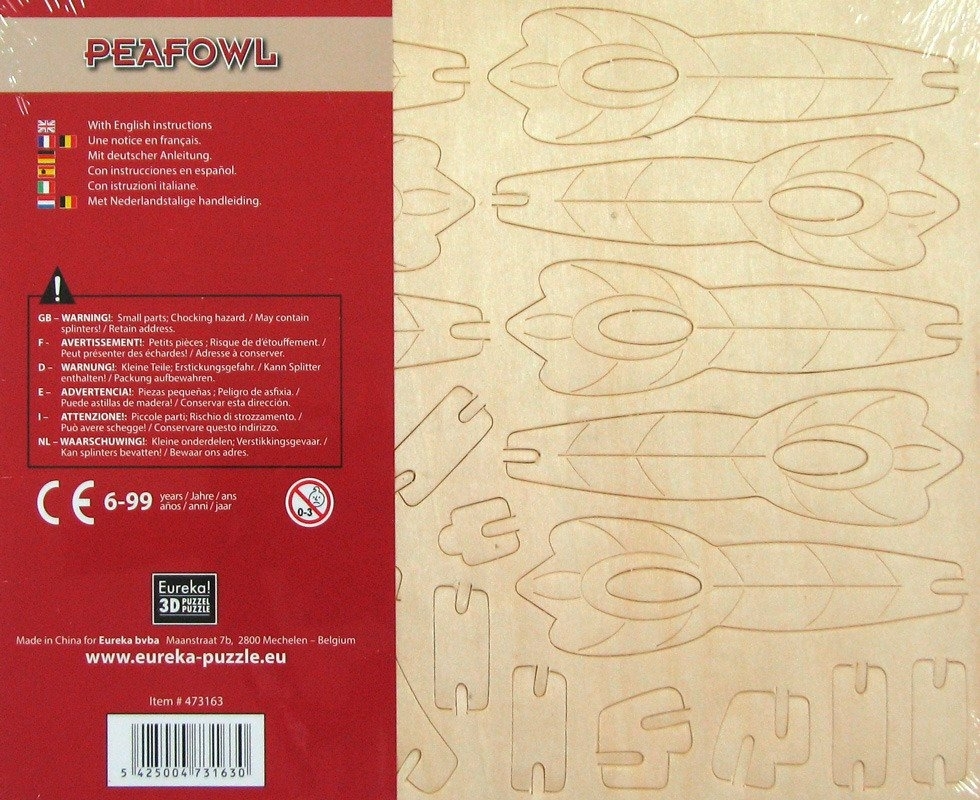 PEAFOWL
With English instructions
Une notice en français.
Mit deutscher Anleitung.
Con instrucciones en español.
Con istruzioni italiane.
Met Nederlandstalige handleiding.
!
GB – WARNING!: Small parts; Chocking hazard. / May contain
splinters! / Retain address.
F - AVERTISSEMENT!: Petits pièces ; Risque de d'étouffement. /
Peut présenter des échardes! / Adresse à conserver.
D – WARNUNG!: Kleine Teile; Erstickungsgefahr. / Kann Splitter
enthalten! / Packung aufbewahren.
E – ADVERTENCIA!: Piezas pequeñas ; Peligro de asfixia. /
Puede astillas de madera! / Conservar esta dirección.
I – ATTENZIONE!: Piccole parti; Rischio di strozzamento. /
Può avere schegge! / Conservare questo indirizzo.
NL – WAARSCHUWING!: Kleine onderdelen; Verstikkingsgevaar. /
Kan splinters bevatten! / Bewaar ons adres.
CE 6-99 years / Jahre / ans
años / anni / jaar
0-3
Eureka!
3D PUZZEL
PUZZLE
Made in China for Eureka bvba Maanstraat 7b, 2800 Mechelen – Belgium
www.eureka-puzzle.eu
Item # 473163
5 425004 731630